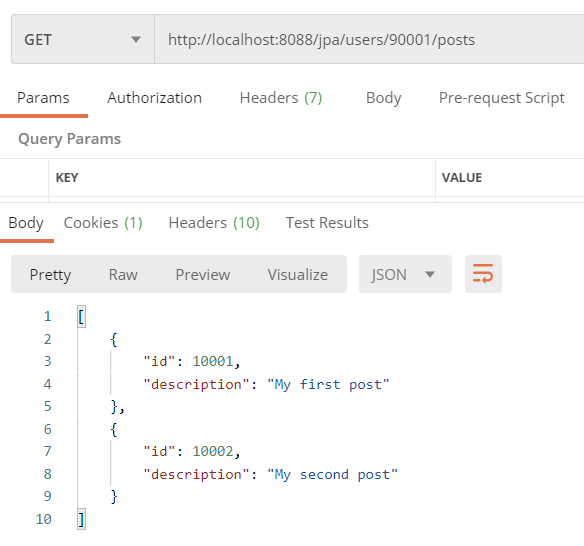 GET http://localhost:8088/jpa/users/90001/posts
Params Authorization Headers (7) Body Pre-request Script
Query Params
KEY VALUE
Body Cookies (1) Headers (10) Test Results
Pretty Raw Preview Visualize JSON
1 [
2 {
3 "id": 10001,
4 "description": "My first post"
5 },
6 {
7 "id": 10002,
8 "description": "My second post"
9 }
10 ]